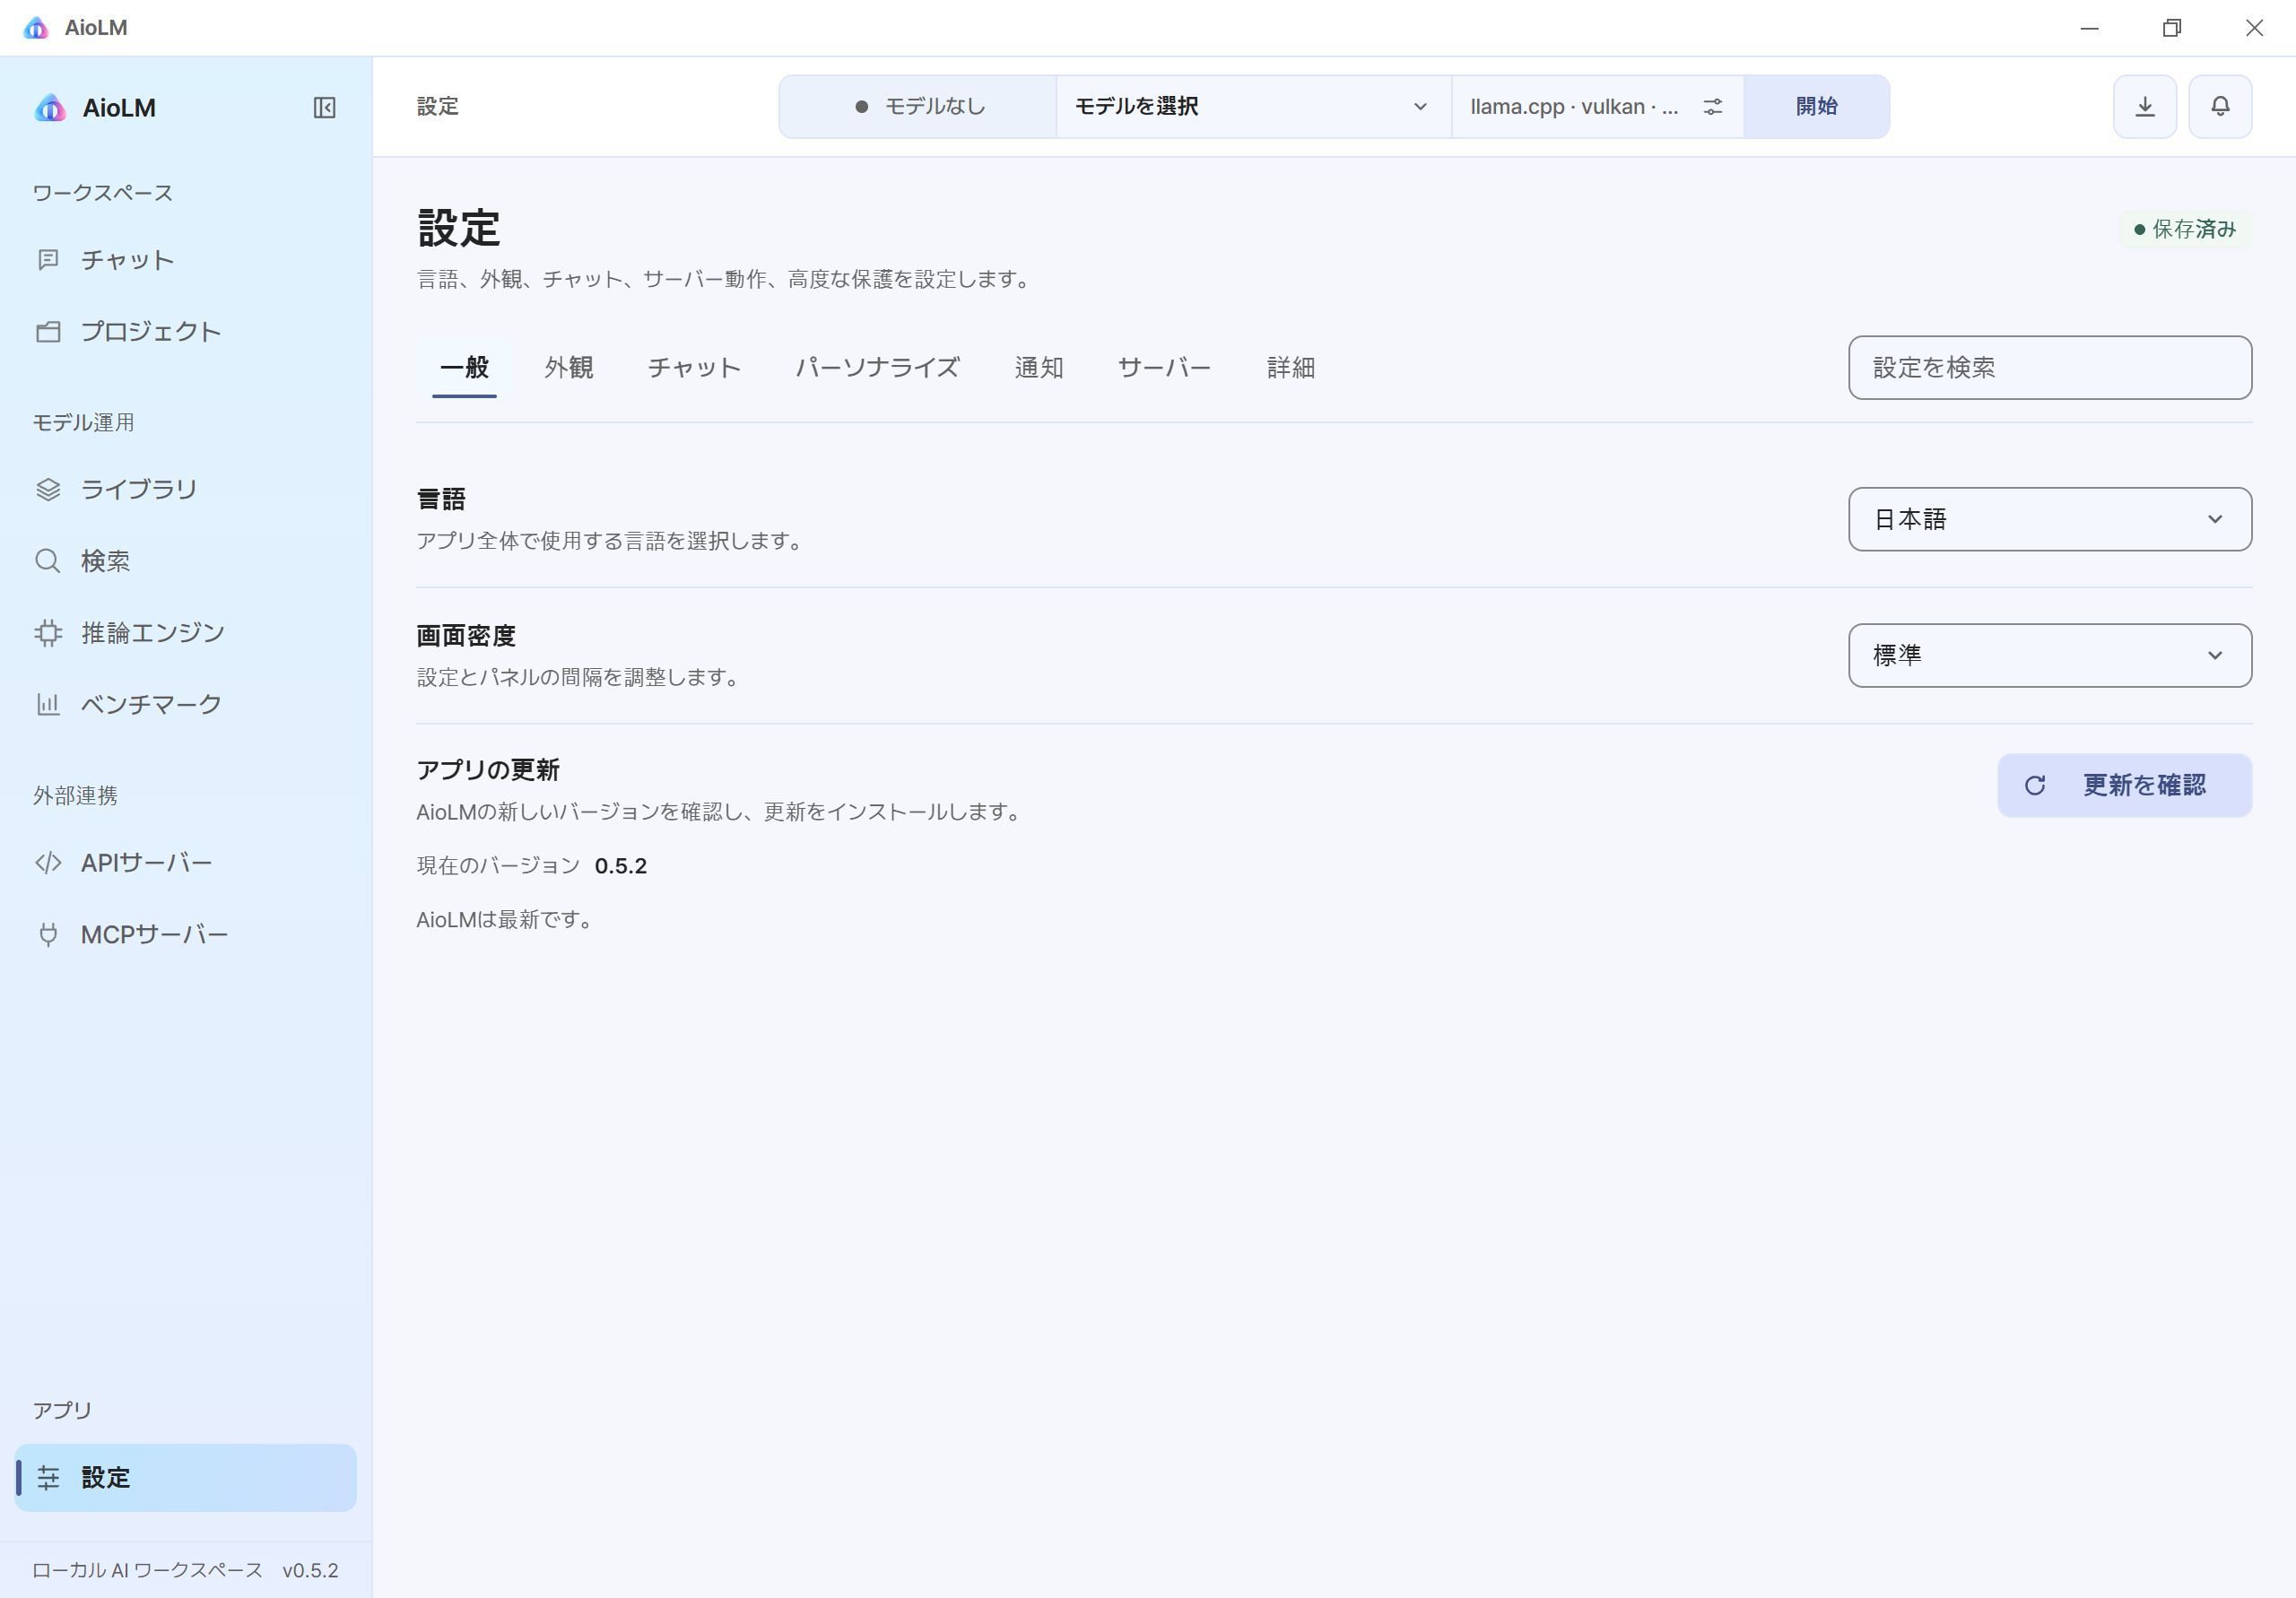 AioLM
AioLM
ワークスペース
チャット
プロジェクト
モデル運用
ライブラリ
検索
推論エンジン
ベンチマーク
外部連携
APIサーバー
MCPサーバー
アプリ
設定
ローカル AI ワークスペース v0.5.2
設定
モデルなし
モデルを選択
llama.cpp · vulkan · ...
開始
設定
保存済み
言語、外観、チャット、サーバー動作、高度な保護を設定します。
一般 外観 チャット パーソナライズ 通知 サーバー 詳細
設定を検索
言語
アプリ全体で使用する言語を選択します。
日本語
画面密度
設定とパネルの間隔を調整します。
標準
アプリの更新
AioLMの新しいバージョンを確認し、更新をインストールします。
更新を確認
現在のバージョン 0.5.2
AioLMは最新です。